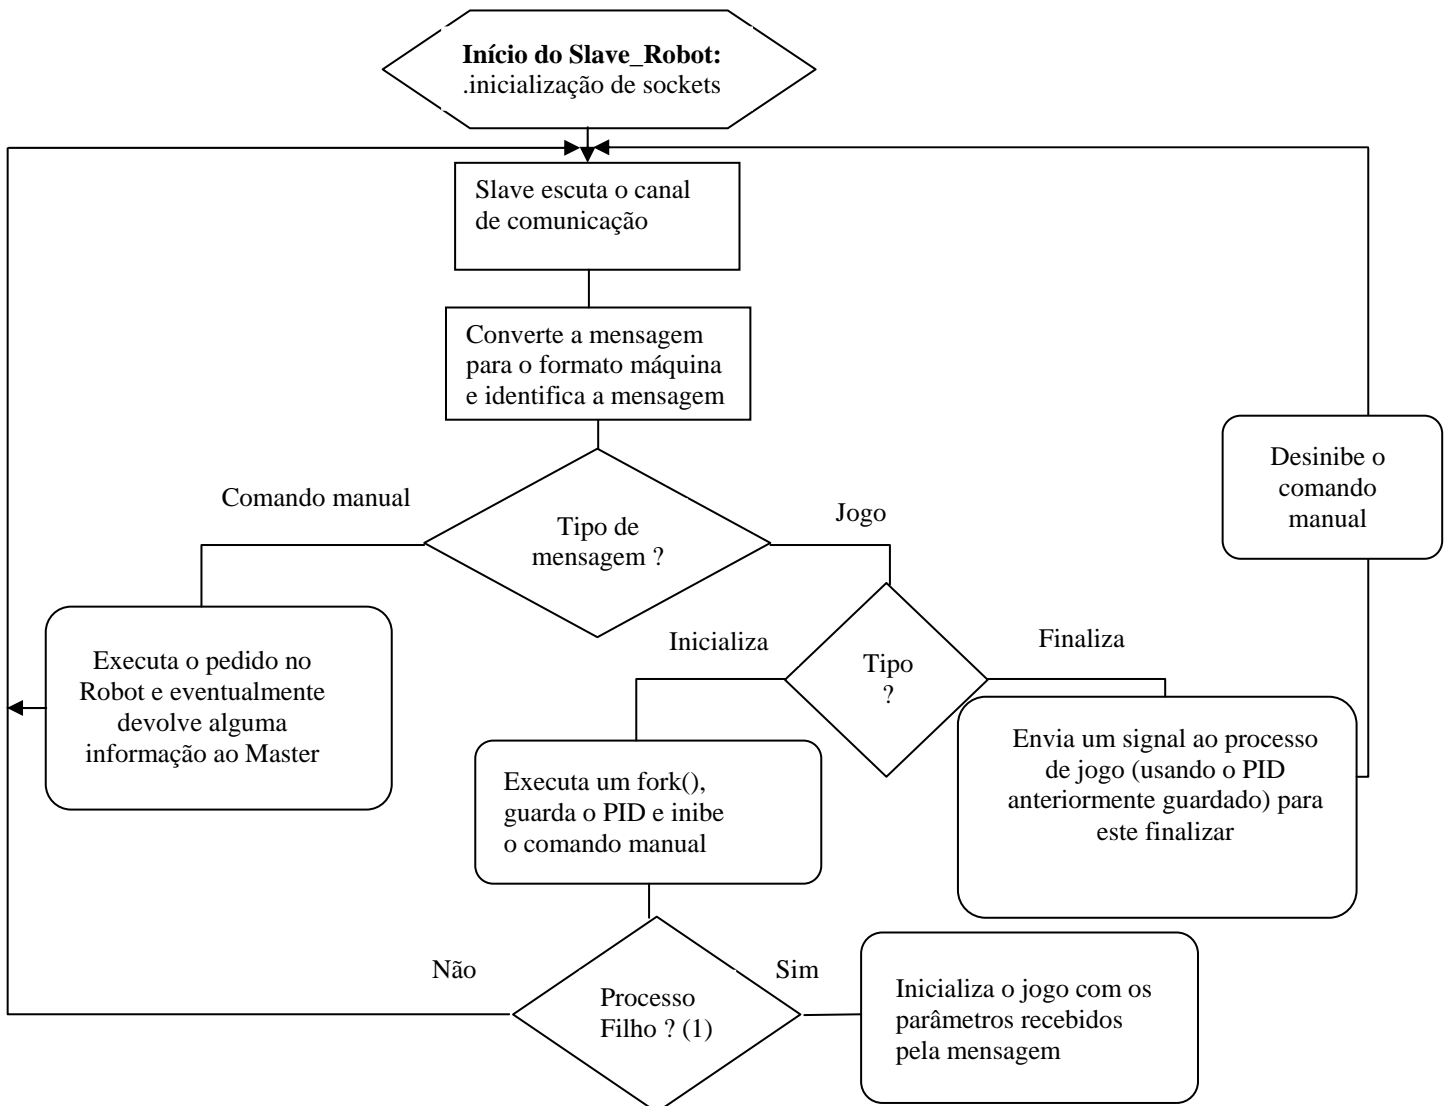 Início do Slave_Robot:
.inicialização de sockets
Slave escuta o canal
de comunicação
Converte a mensagem
para o formato máquina
e identifica a mensagem
Comando manual
Tipo de
mensagem ?
Jogo
Desinibe o
comando
manual
Executa o pedido no
Robot e eventualmente
devolve alguma
informação ao Master
Inicializa
Tipo
?
Finaliza
Executa um fork(),
guarda o PID e inibe
o comando manual
Envia um signal ao processo
de jogo (usando o PID
anteriormente guardado) para
este finalizar
Não
Processo
Filho ? (1)
Sim
Inicializa o jogo com os
parâmetros recebidos
pela mensagem